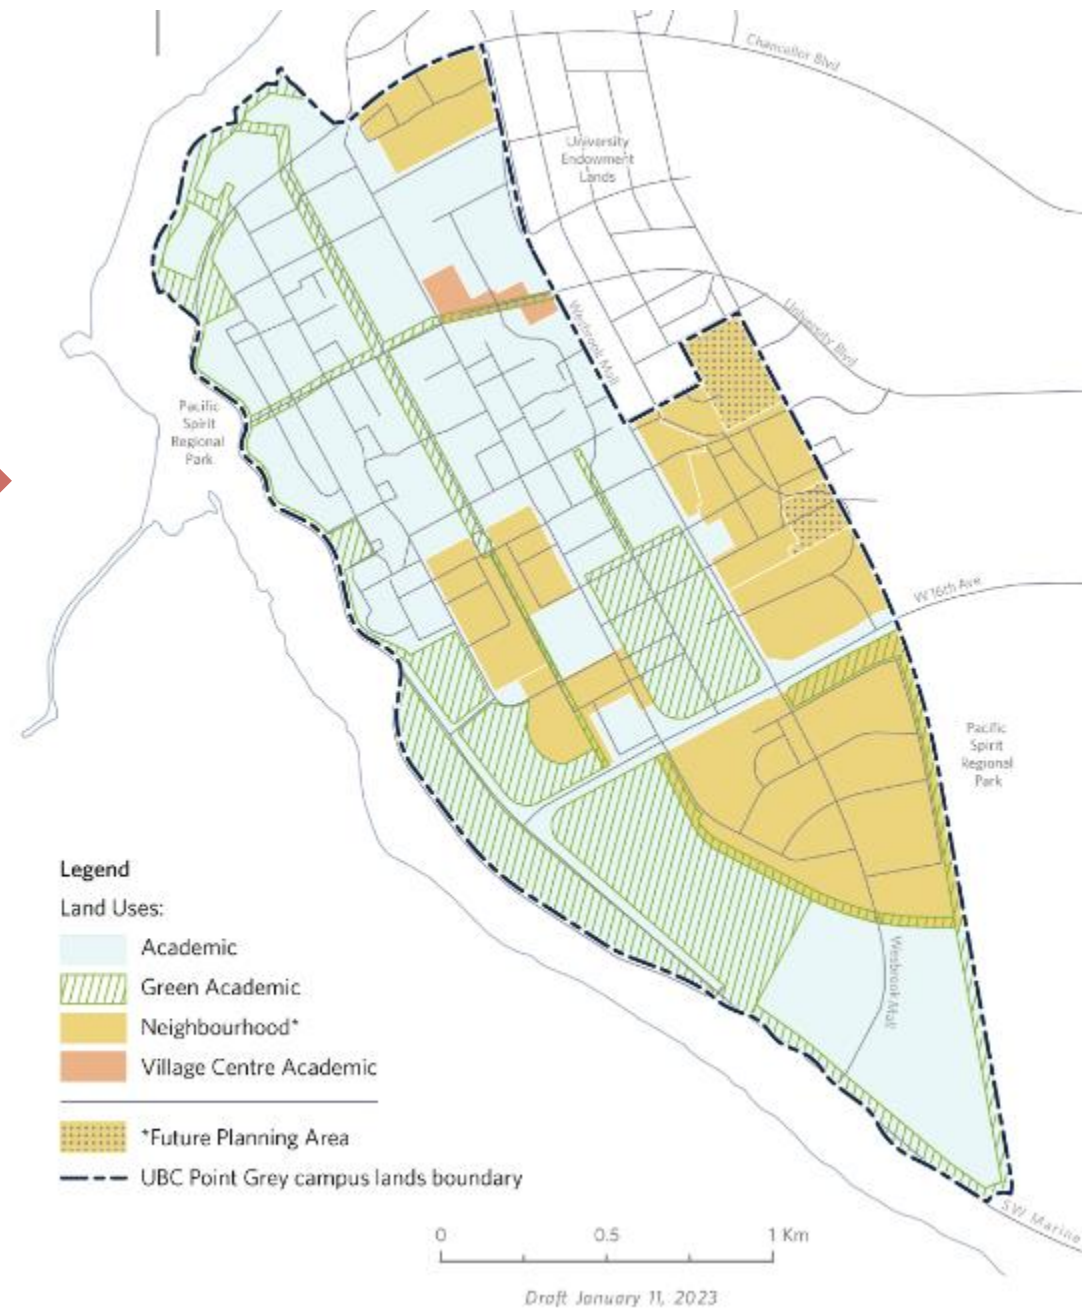 Chancellor Blvd
University
Endowment
Lands
Wesbrook Mall
University Blvd
Pacific
Spirit
Regional
Park
W 16th Ave
Pacific
Spirit
Regional
Park
Wesbrook Mall
Legend
Land Uses:
Academic
Green Academic
Neighbourhood*
Village Centre Academic
*Future Planning Area
UBC Point Grey campus lands boundary
SW Marine
0 0.5 1 Km
Draft January 11, 2023